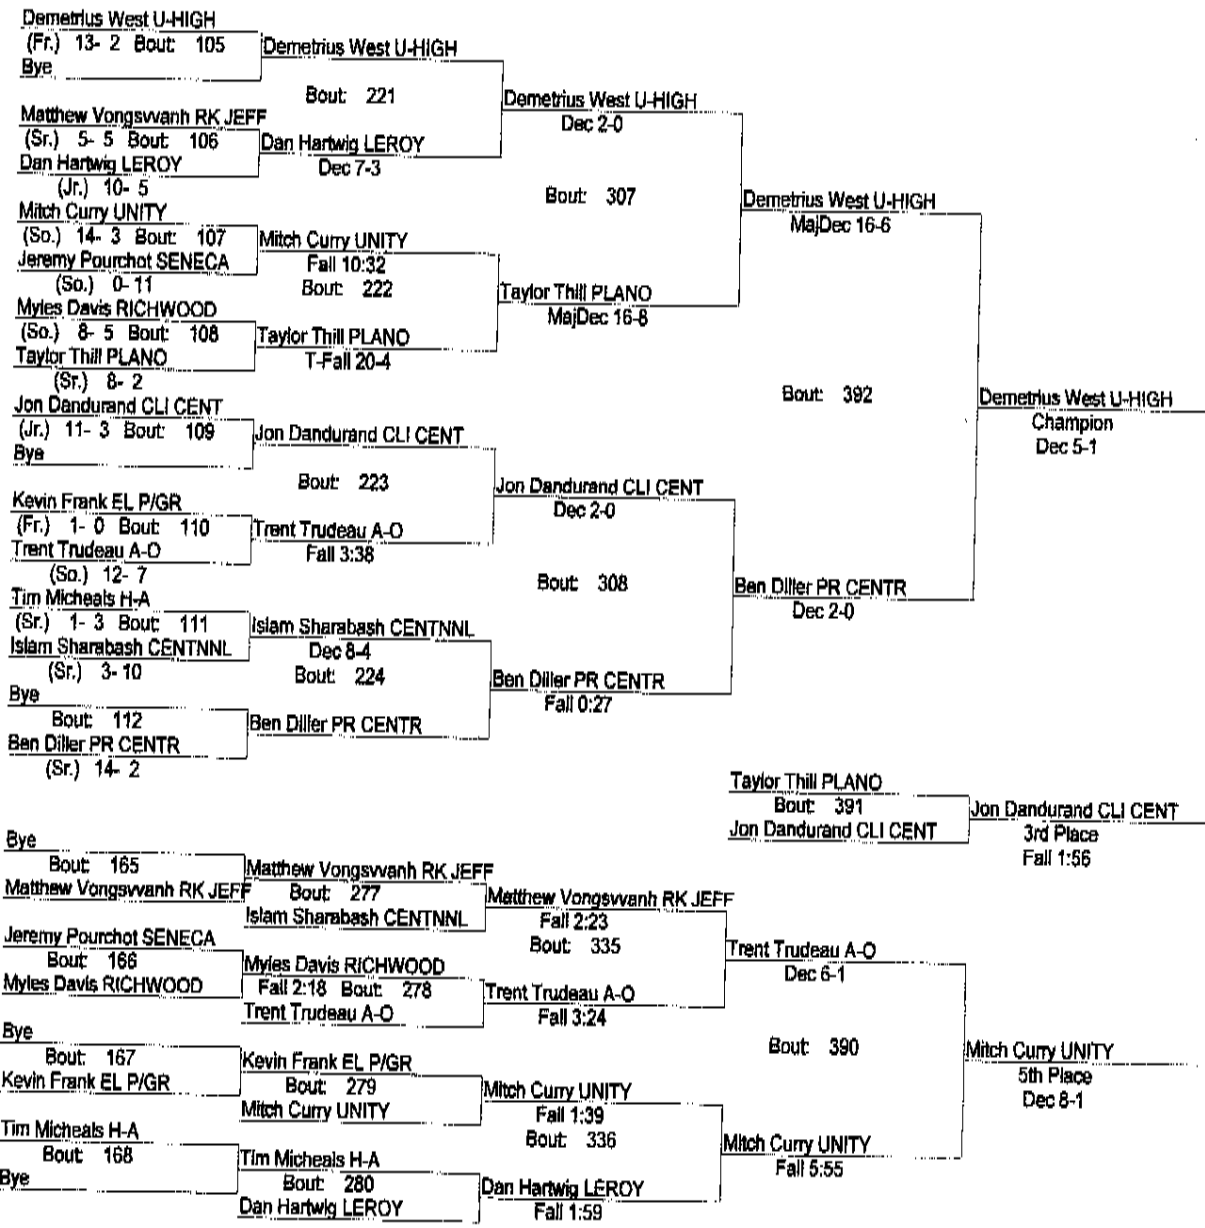 Demetrius West U-HIGH
(Fr.) 13- 2 Bout: 105
Bye
Demetrius West U-HIGH
Bout: 221
Matthew Vongsvvanh RK JEFF
(Sr.) 5- 5 Bout: 106
Dan Hartwig LEROY
(Jr.) 10- 5
Dan Hartwig LEROY
Dec 7-3
Demetrius West U-HIGH
Dec 2-0
Bout: 307
Mitch Curry UNITY
(So.) 14- 3 Bout: 107
Jeremy Pourchot SENECA
(So.) 0- 11
Mitch Curry UNITY
Fall 10:32
Bout: 222
Myles Davis RICHWOOD
(So.) 8- 5 Bout: 108
Taylor Thill PLANO
(Sr.) 8- 2
Taylor Thill PLANO
T-Fall 20-4
Taylor Thill PLANO
MajDec 16-8
Demetrius West U-HIGH
MajDec 16-6
Bout: 392
Demetrius West U-HIGH
Champion
Dec 5-1
Jon Dandurand CLI CENT
(Jr.) 11- 3 Bout: 109
Bye
Jon Dandurand CLI CENT
Bout: 223
Kevin Frank EL P/GR
(Fr.) 1- 0 Bout: 110
Trent Trudeau A-O
(So.) 12- 7
Trent Trudeau A-O
Fall 3:38
Jon Dandurand CLI CENT
Dec 2-0
Bout: 308
Tim Micheals H-A
(Sr.) 1- 3 Bout: 111
Islam Sharabash CENTNNL
(Sr.) 3- 10
Islam Sharabash CENTNNL
Dec 8-4
Bout: 224
Bye
Bout: 112
Ben Diller PR CENTR
(Sr.) 14- 2
Ben Diller PR CENTR
Ben Diller PR CENTR
Fall 0:27
Ben Diller PR CENTR
Dec 2-0
Taylor Thill PLANO
Bout: 391
Jon Dandurand CLI CENT
Jon Dandurand CLI CENT
3rd Place
Fall 1:56
Bye
Bout: 165
Matthew Vongsvvanh RK JEFF
Matthew Vongsvvanh RK JEFF
Bout: 277
Islam Sharabash CENTNNL
Matthew Vongsvvanh RK JEFF
Fall 2:23
Bout: 335
Jeremy Pourchot SENECA
Bout: 166
Myles Davis RICHWOOD
Myles Davis RICHWOOD
Fall 2:18 Bout: 278
Trent Trudeau A-O
Trent Trudeau A-O
Fall 3:24
Trent Trudeau A-O
Dec 6-1
Bout: 390
Bye
Bout: 167
Kevin Frank EL P/GR
Kevin Frank EL P/GR
Bout: 279
Mitch Curry UNITY
Mitch Curry UNITY
Fall 1:39
Bout: 336
Tim Micheals H-A
Bout: 168
Bye
Tim Micheals H-A
Bout: 280
Dan Hartwig LEROY
Dan Hartwig LEROY
Fall 1:59
Mitch Curry UNITY
Fall 5:55
Mitch Curry UNITY
5th Place
Dec 8-1